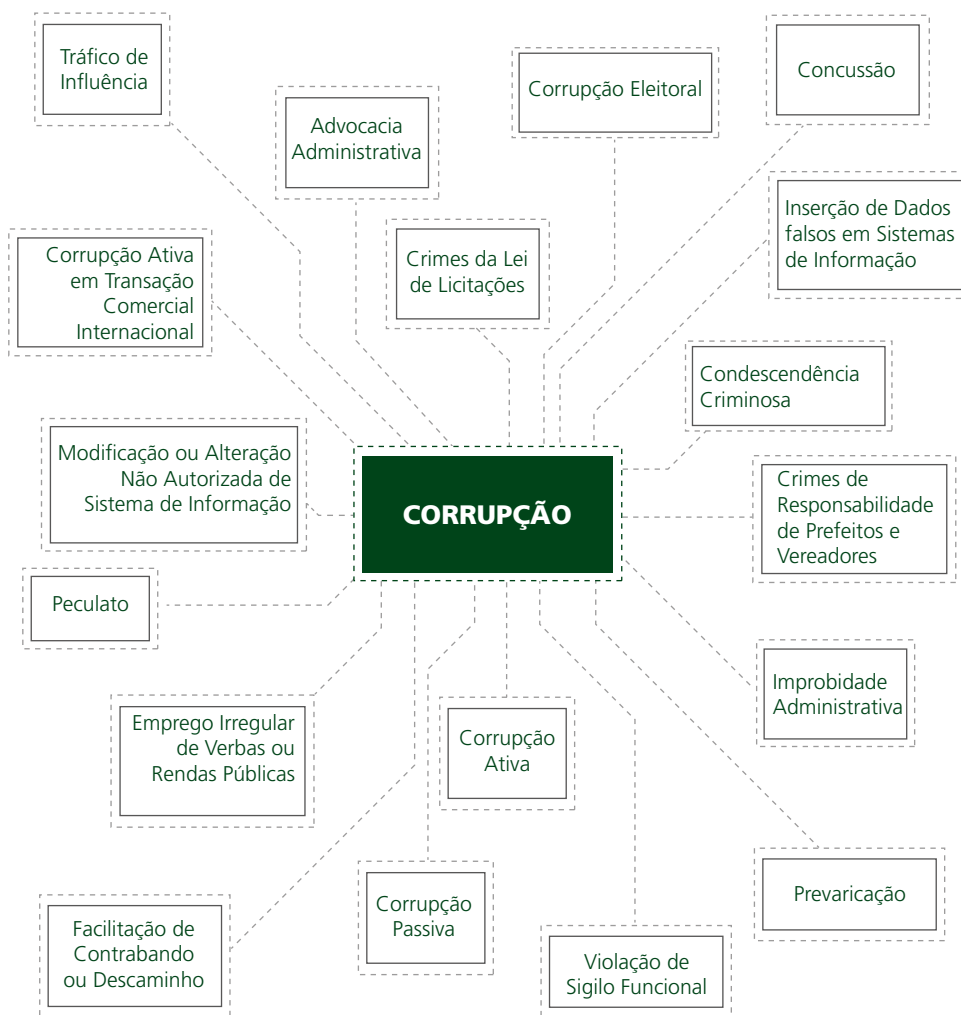 Tráfico de
Influência
Advocacia
Administrativa
Corrupção Eleitoral
Concussão
Corrupção Ativa
em Transação
Comercial
Internacional
Crimes da Lei
de Licitações
Inserção de Dados
falsos em Sistemas
de Informação
Condescendência
Criminosa
Modificação ou Alteração
Não Autorizada de
Sistema de Informação
CORRUPÇÃO
Crimes de
Responsabilidade
de Prefeitos e
Vereadores
Peculato
Improbidade
Administrativa
Emprego Irregular
de Verbas ou
Rendas Públicas
Corrupção
Ativa
Prevaricação
Corrupção
Passiva
Facilitação de
Contrabando
ou Descaminho
Violação de
Sigilo Funcional